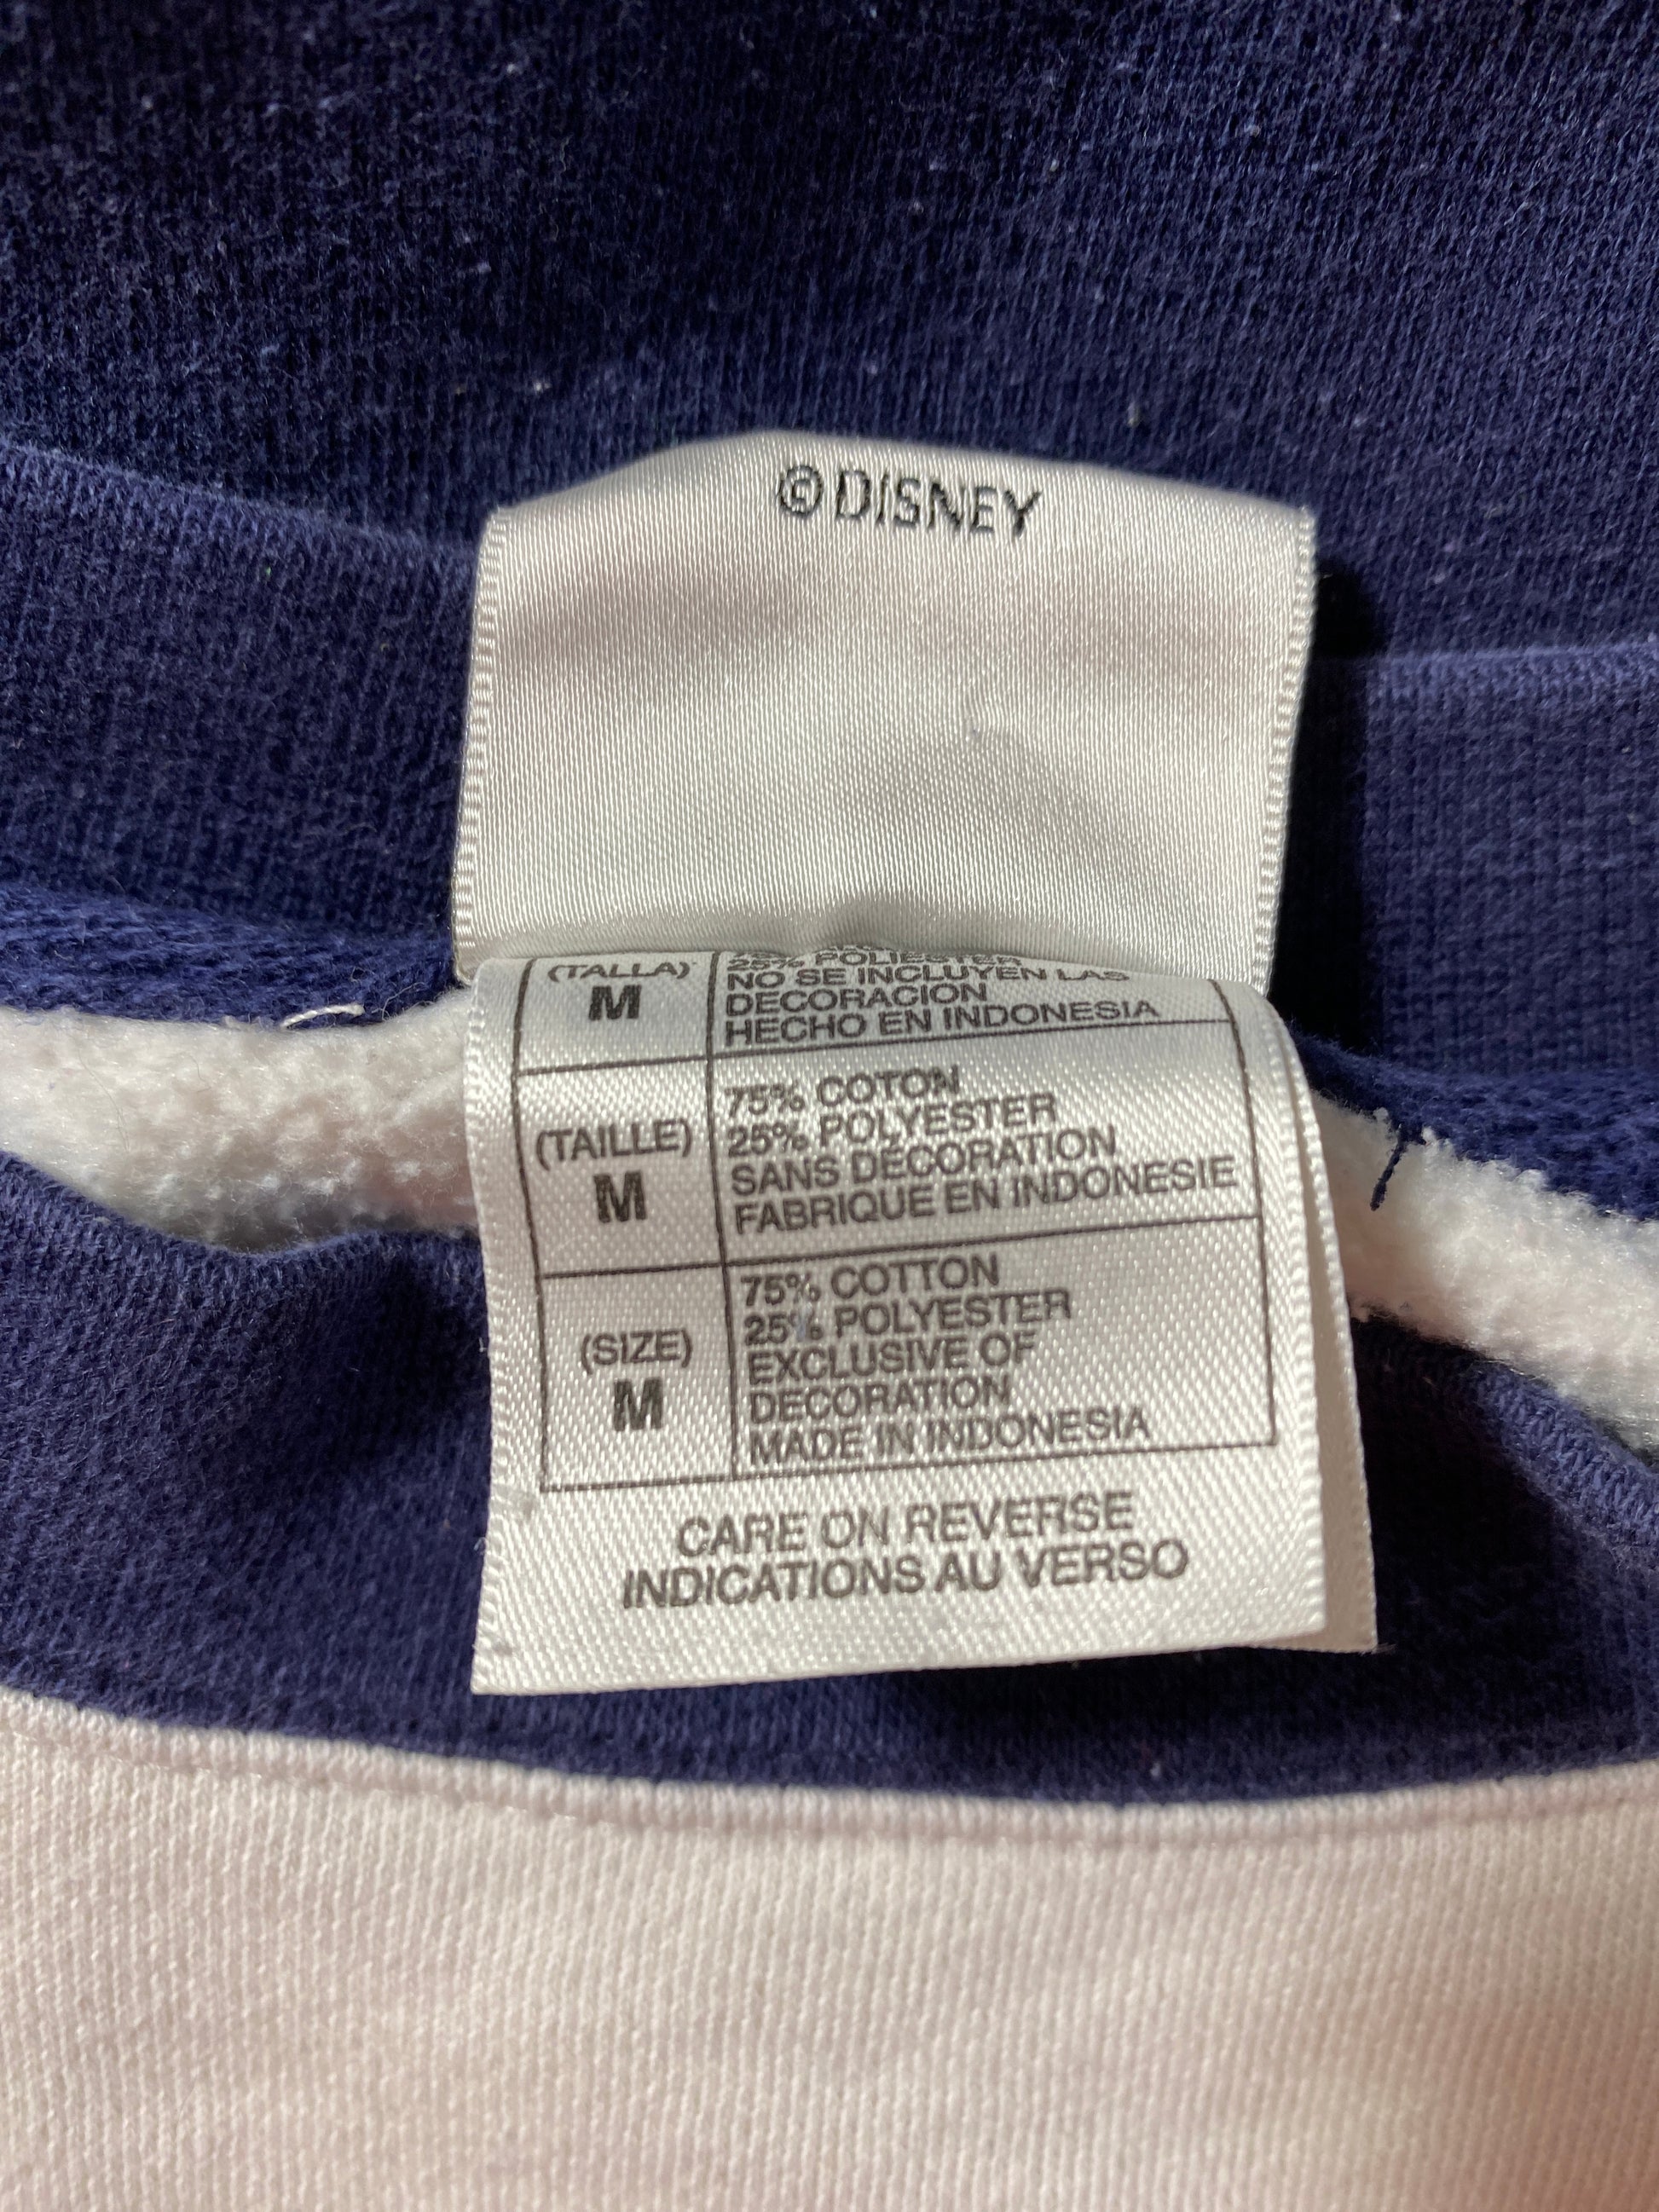 ©DISNEY
(TALLA)
M
25% POLIESTER
NO SE INCLUYEN LAS
DECORACION
HECHO EN INDONESIA
(TAILLE)
M
75% COTON
25% POLYESTER
SANS DÉCORATION
FABRIQUÉ EN INDONESIE
(SIZE)
M
75% COTTON
25% POLYESTER
EXCLUSIVE OF
DECORATION
MADE IN INDONESIA
CARE ON REVERSE
INDICATIONS AU VERSO